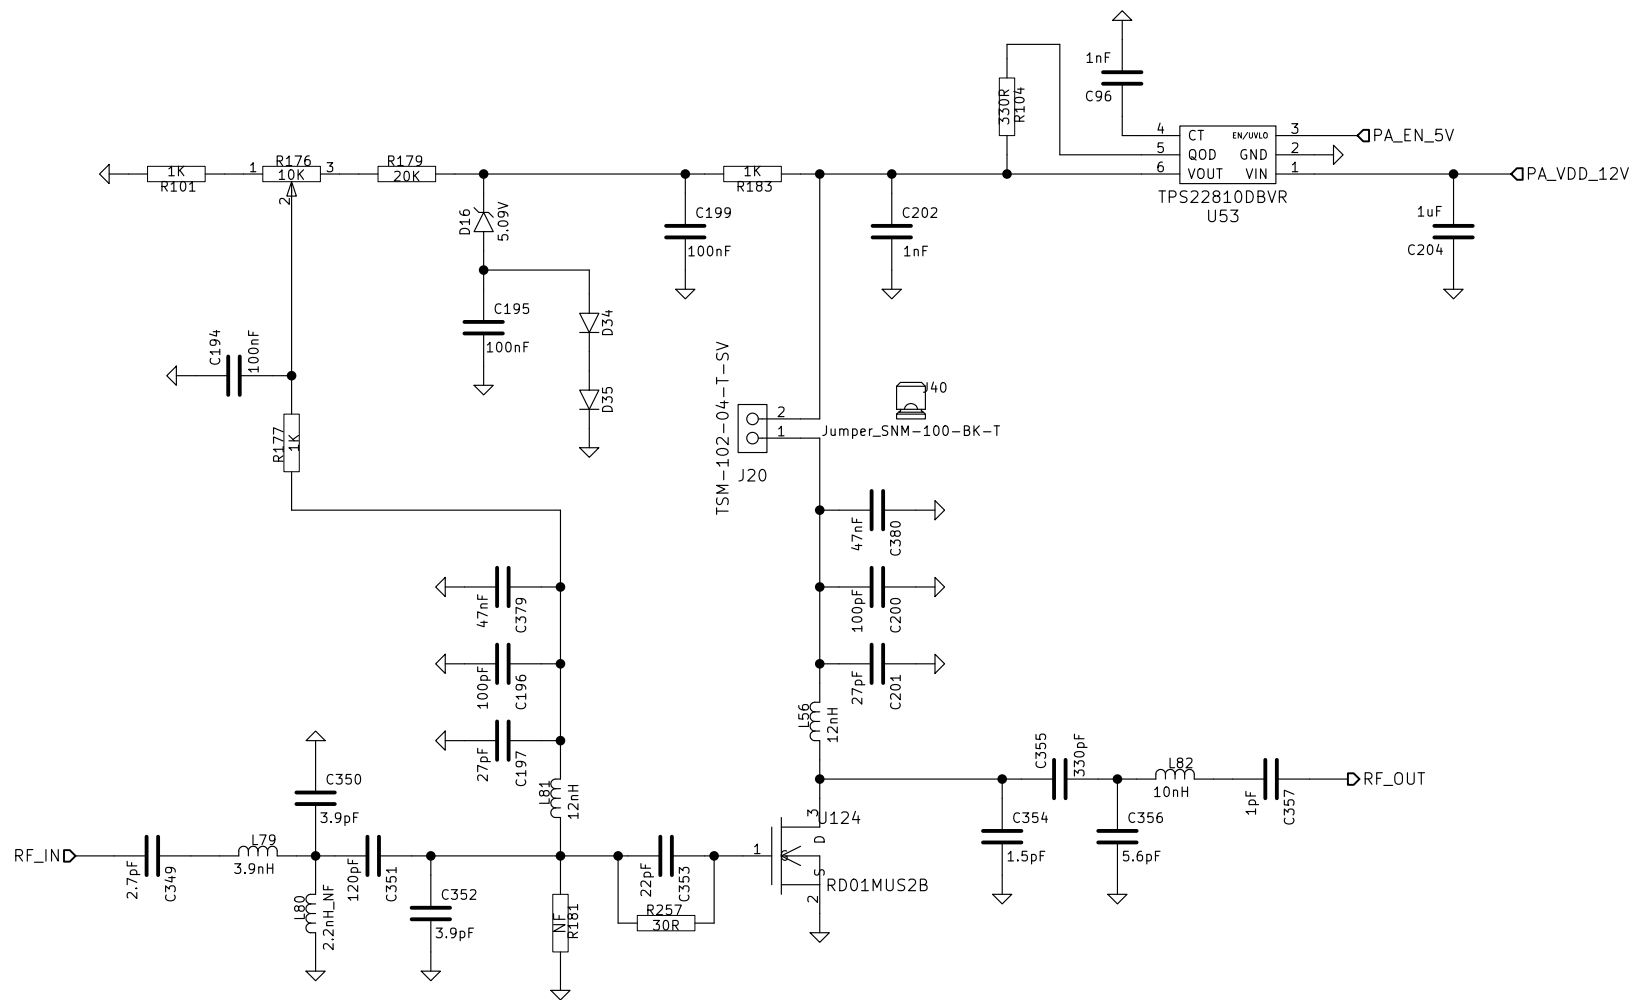 1nF
C96
330R
R104
4
CT
EN/UVLO
3
PA_EN_5V
5
QOD
GND
2
6
VOUT
VIN
1
PA_VDD_12V
TPS22810DBVR
U53
1K
R101
1
R176
10K
3
2
R179
20K
1K
R183
D16
5.09V
C199
100nF
C202
1nF
1uF
C204
C195
100nF
D34
D35
C194
100nF
R177
1K
TSM-102-04-T-SV
2
1
J20
J40
Jumper_SNM-100-BK-T
47nF
C380
100pF
C200
27pF
C201
47nF
C379
100pF
C196
27pF
C197
L56
12nH
L81
12nH
C350
3.9pF
RF_IN
2.7pF
C349
L79
3.9nH
L80
2.2nH_NF
120pF
C351
C352
3.9pF
NF
R181
22pF
C353
R257
30R
1
3
D
G
S
2
U124
RD01MUS2B
C354
1.5pF
C355
330pF
C356
5.6pF
L82
10nH
1pF
C357
RF_OUT